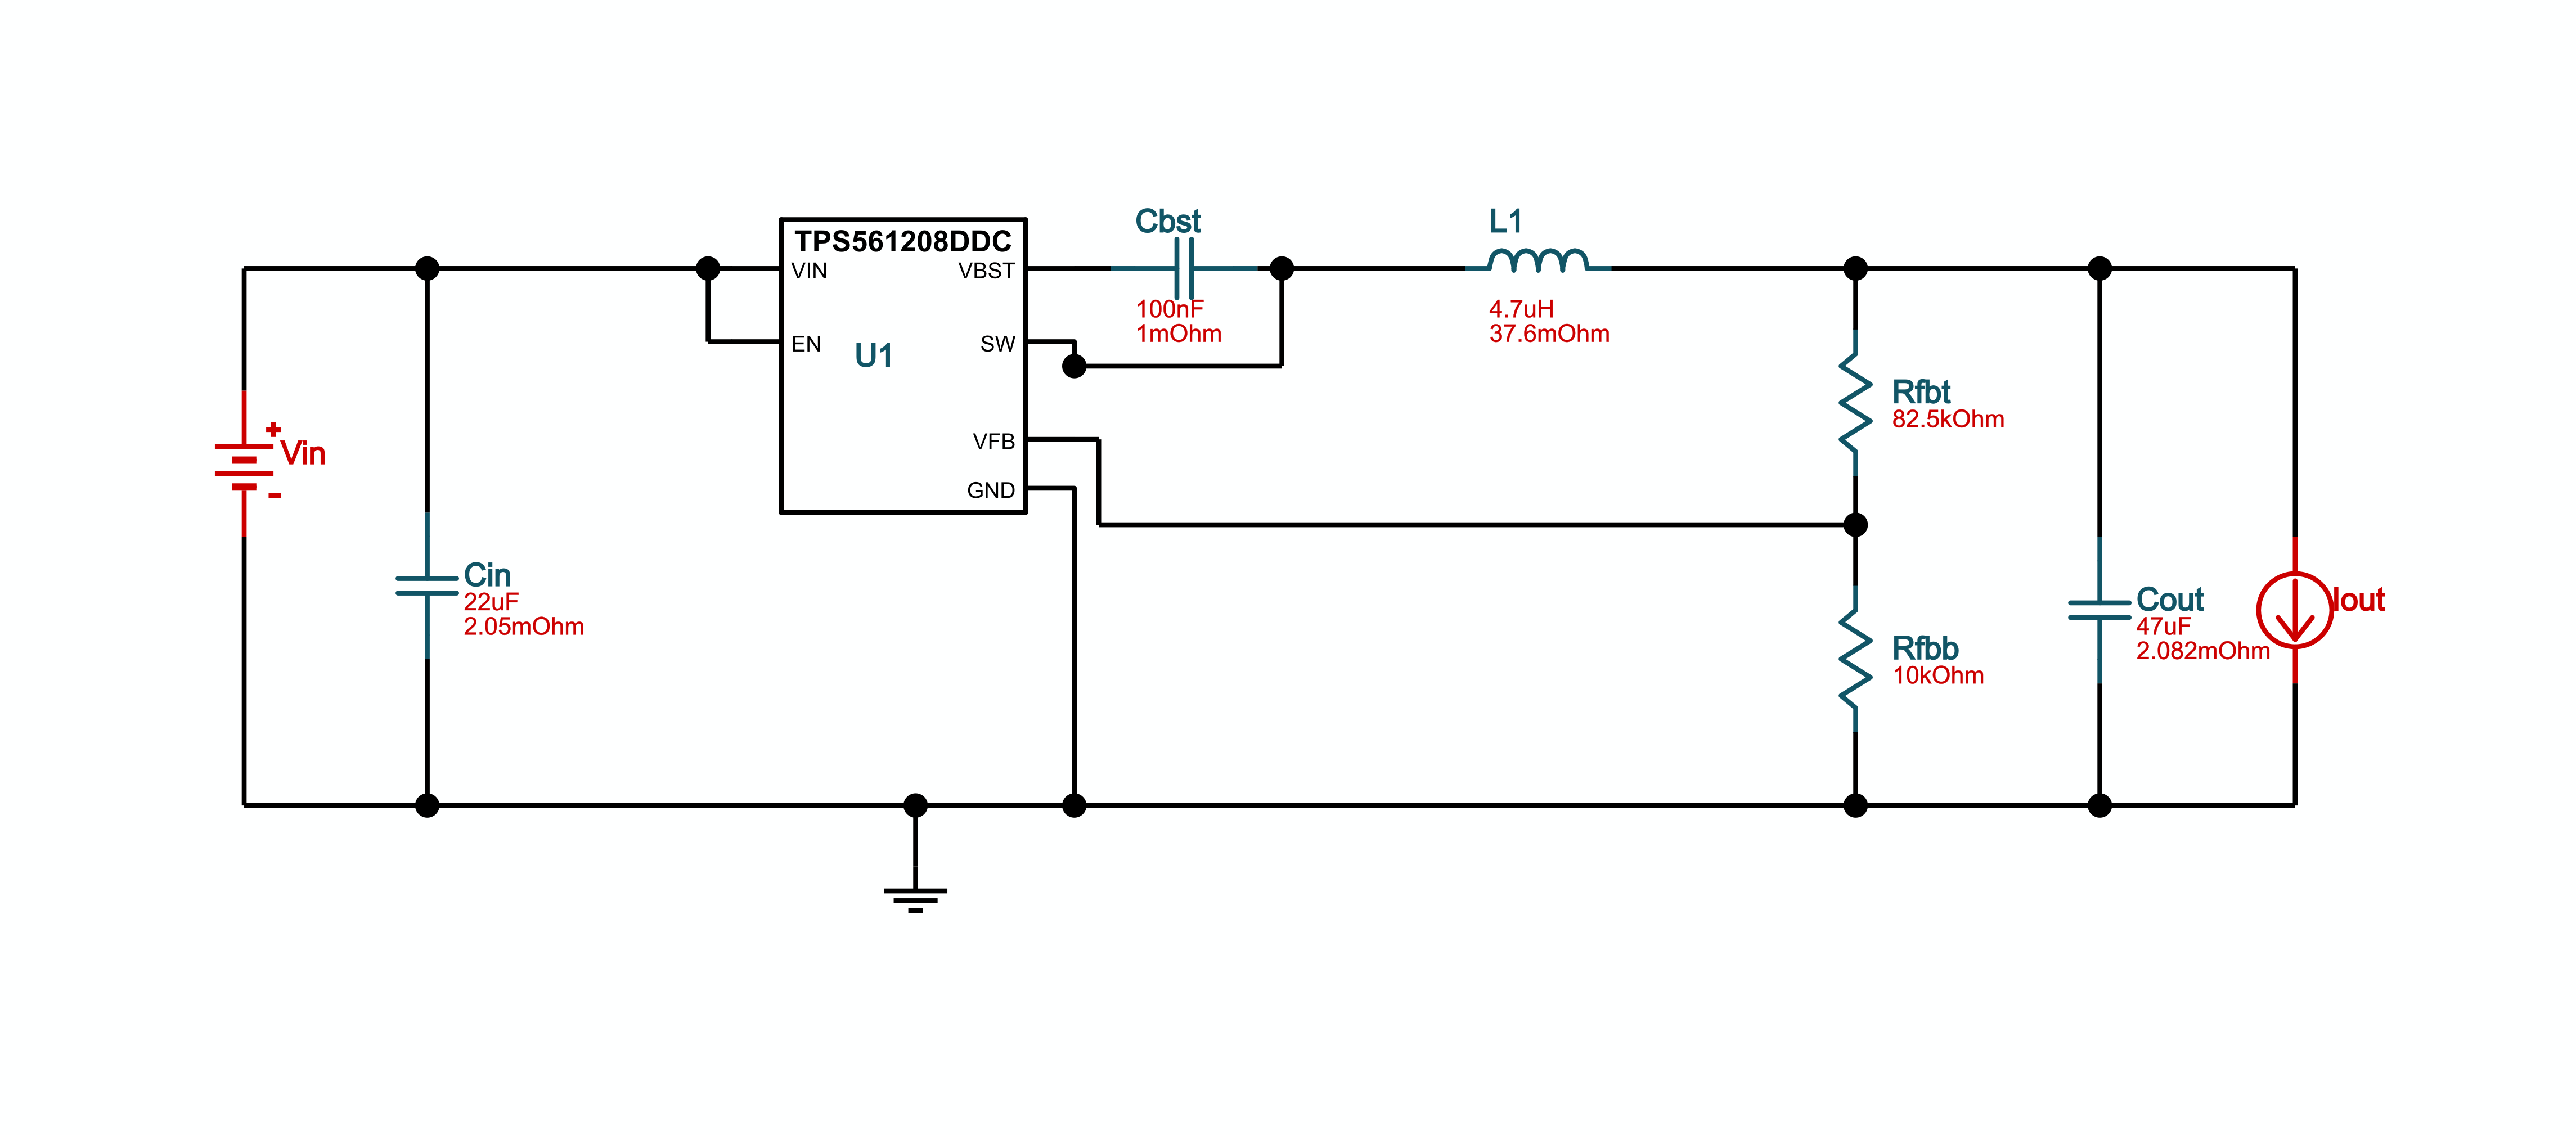 Cbst
L1
TPS561208DDC
VIN
VBST
100nF
1mOhm
4.7uH
37.6mOhm
EN
U1
SW
Rfbt
82.5kOhm
VFB
+
Vin
-
GND
Cin
22uF
2.05mOhm
Cout
47uF
2.082mOhm
Iout
Rfbb
10kOhm